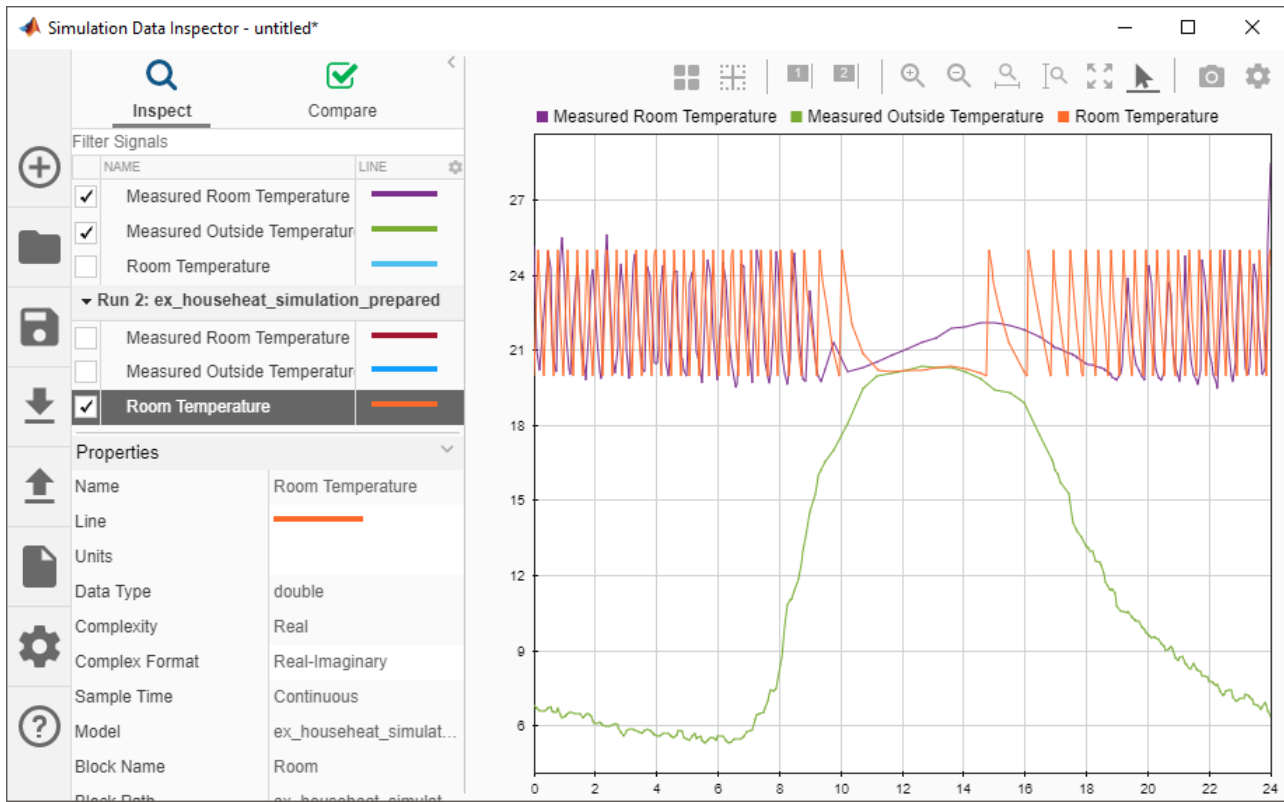 Simulation Data Inspector - untitled*
Inspect
Compare
Filter Signals
NAME
LINE
Measured Room Temperature
Measured Outside Temperatur
Room Temperature
Run 2: ex_househeat_simulation_prepared
Measured Room Temperature
Measured Outside Temperatur
Room Temperature
Properties
Name Room Temperature
Line
Units
Data Type double
Complexity Real
Complex Format Real-Imaginary
Sample Time Continuous
Model ex_househeat_simulat...
Block Name Room
Block Path ex_househeat_simulat
1 2
Measured Room Temperature Measured Outside Temperature Room Temperature
27
24
21
18
15
12
9
6
0 2 4 6 8 10 12 14 16 18 20 22 24